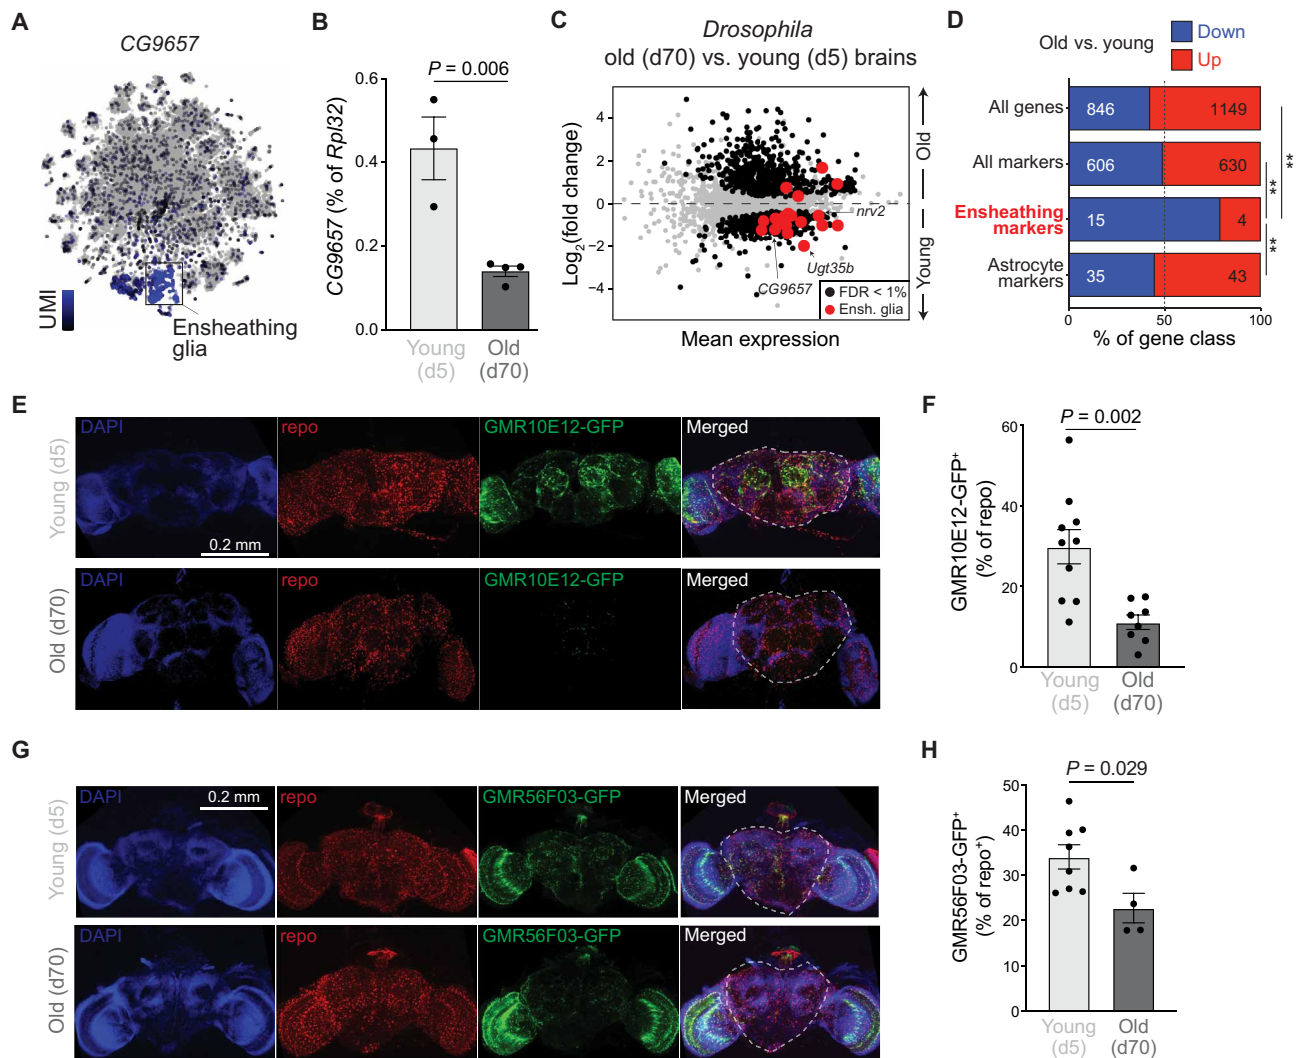 A
CG9657
UMI
Ensheathing
glia
B
P = 0.006
CG9657 (% of Rpl32)
0.6
0.4
0.2
0.0
Young
(d5)
Old
(d70)
C
Drosophila
old (d70) vs. young (d5) brains
Log2(fold change)
4
2
0
−2
−4
Old
Young
nrv2
Ugt35b
CG9657
FDR < 1%
Ensh. glia
Mean expression
D
Old vs. young
Down
Up
All genes
846
1149
All markers
606
630
Ensheathing
markers
15
4
Astrocyte
markers
35
43
**
**
**
0
50
100
% of gene class
E
Young (d5)
DAPI
repo
GMR10E12-GFP
Merged
0.2 mm
Old (d70)
DAPI
repo
GMR10E12-GFP
Merged
F
P = 0.002
GMR10E12-GFP+
(% of repo)
60
40
20
0
Young
(d5)
Old
(d70)
G
Young (d5)
DAPI
0.2 mm
repo
GMR56F03-GFP
Merged
Old (d70)
DAPI
repo
GMR56F03-GFP
Merged
H
P = 0.029
GMR56F03-GFP+
(% of repo+)
50
40
30
20
10
0
Young
(d5)
Old
(d70)